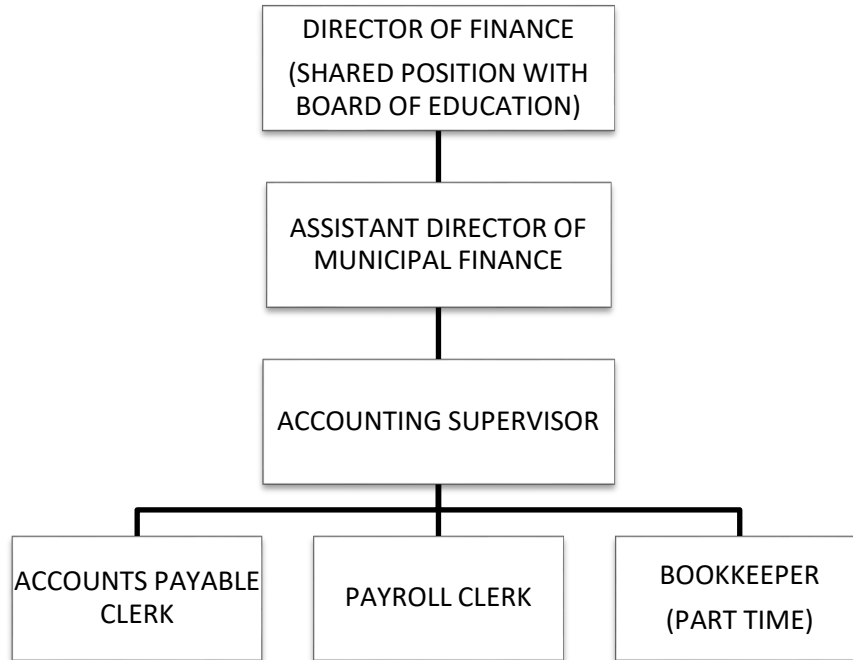 DIRECTOR OF FINANCE
(SHARED POSITION WITH
BOARD OF EDUCATION)
ASSISTANT DIRECTOR OF
MUNICIPAL FINANCE
ACCOUNTING SUPERVISOR
ACCOUNTS PAYABLE
CLERK
PAYROLL CLERK
BOOKKEEPER
(PART TIME)